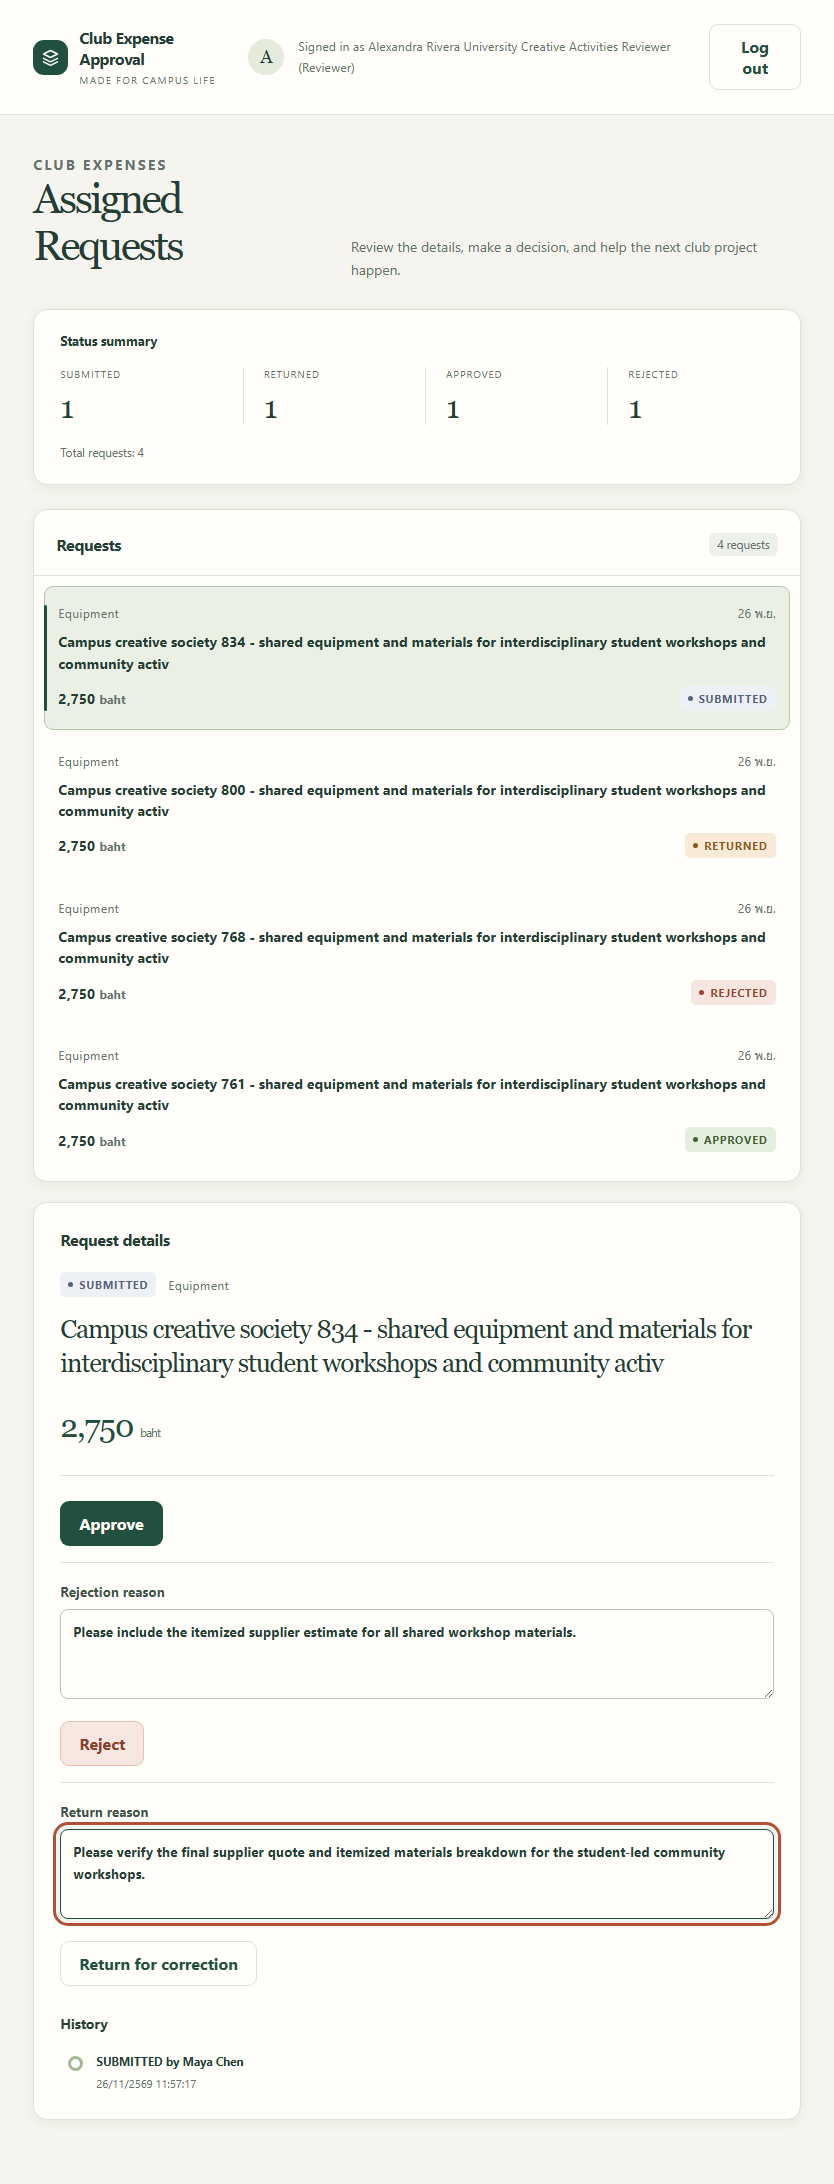 Club Expense
Approval
MADE FOR CAMPUS LIFE
A
Signed in as Alexandra Rivera University Creative Activities Reviewer
(Reviewer)
Log
out
CLUB EXPENSES
Assigned
Requests
Review the details, make a decision, and help the next club project
happen.
Status summary
SUBMITTED
1
RETURNED
1
APPROVED
1
REJECTED
1
Total requests: 4
Requests
4 requests
Equipment
26 พ.ย.
Campus creative society 834 - shared equipment and materials for interdisciplinary student workshops and
community activ
2,750 baht
SUBMITTED
Equipment
26 พ.ย.
Campus creative society 800 - shared equipment and materials for interdisciplinary student workshops and
community activ
2,750 baht
RETURNED
Equipment
26 พ.ย.
Campus creative society 768 - shared equipment and materials for interdisciplinary student workshops and
community activ
2,750 baht
REJECTED
Equipment
26 พ.ย.
Campus creative society 761 - shared equipment and materials for interdisciplinary student workshops and
community activ
2,750 baht
APPROVED
Request details
SUBMITTED
Equipment
Campus creative society 834 - shared equipment and materials for
interdisciplinary student workshops and community activ
2,750 baht
Approve
Rejection reason
Please include the itemized supplier estimate for all shared workshop materials.
Reject
Return reason
Please verify the final supplier quote and itemized materials breakdown for the student-led community
workshops.
Return for correction
History
SUBMITTED by Maya Chen
26/11/2569 11:57:17